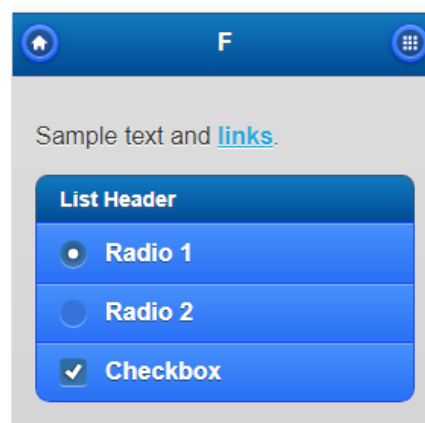 F
Sample text and links.
List Header
Radio 1
Radio 2
Checkbox